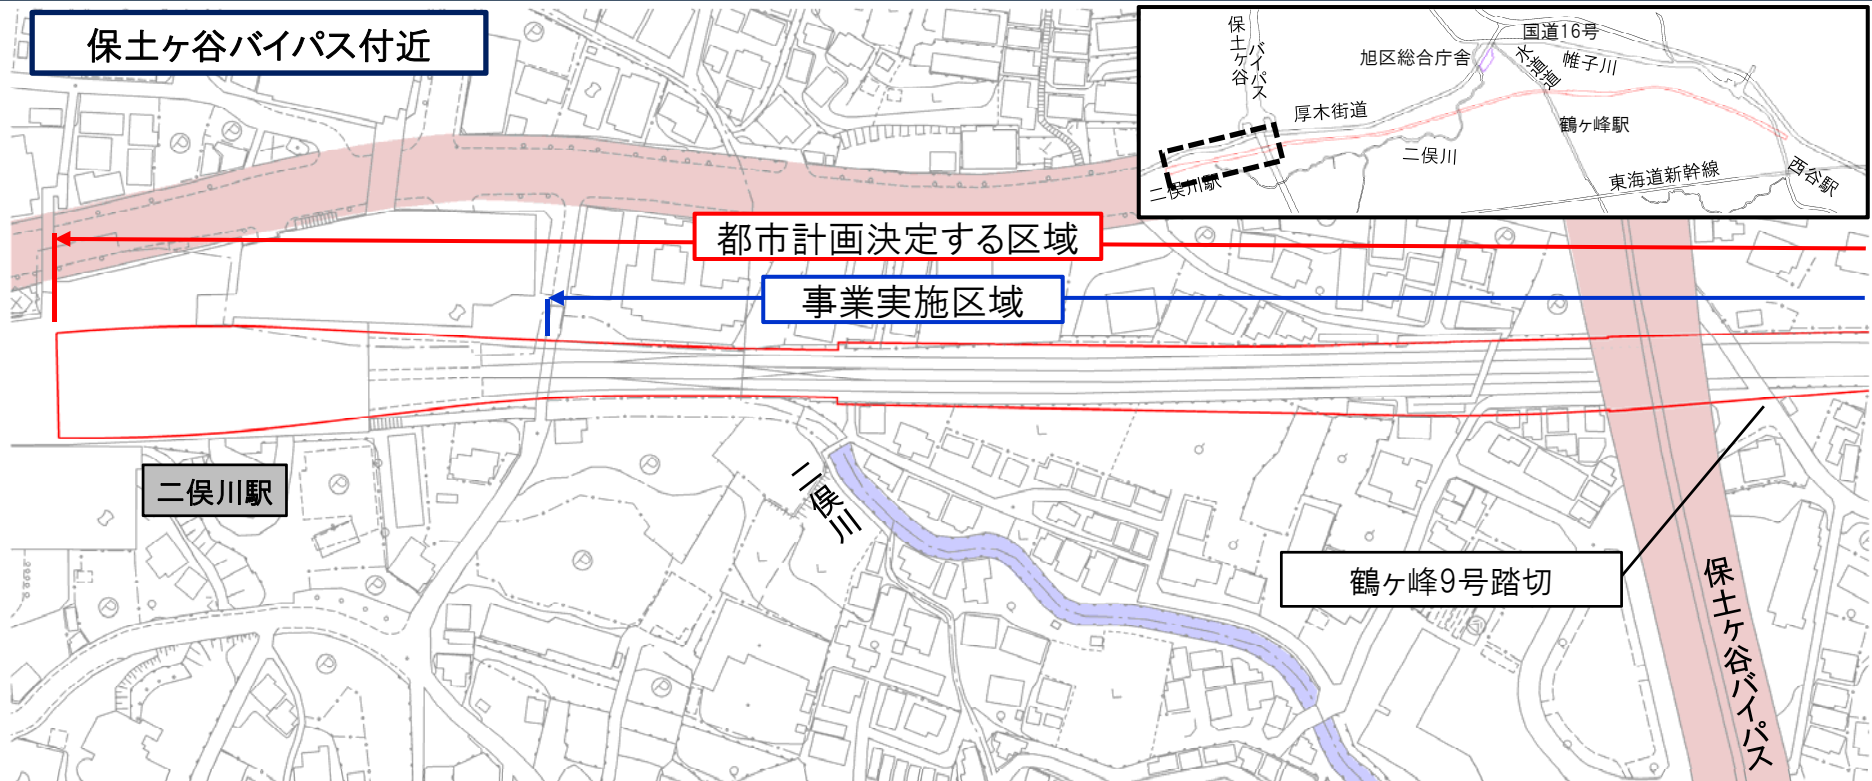 保土ヶ谷バイパス付近
保土ヶ谷バイパス
国道16号
旭区総合庁舎
水道道
帷子川
厚木街道
鶴ヶ峰駅
二俣川
二俣川駅
東海道新幹線
西谷駅
都市計画決定する区域
事業実施区域
二俣川駅
二俣川
鶴ヶ峰9号踏切
保土ヶ谷バイパス